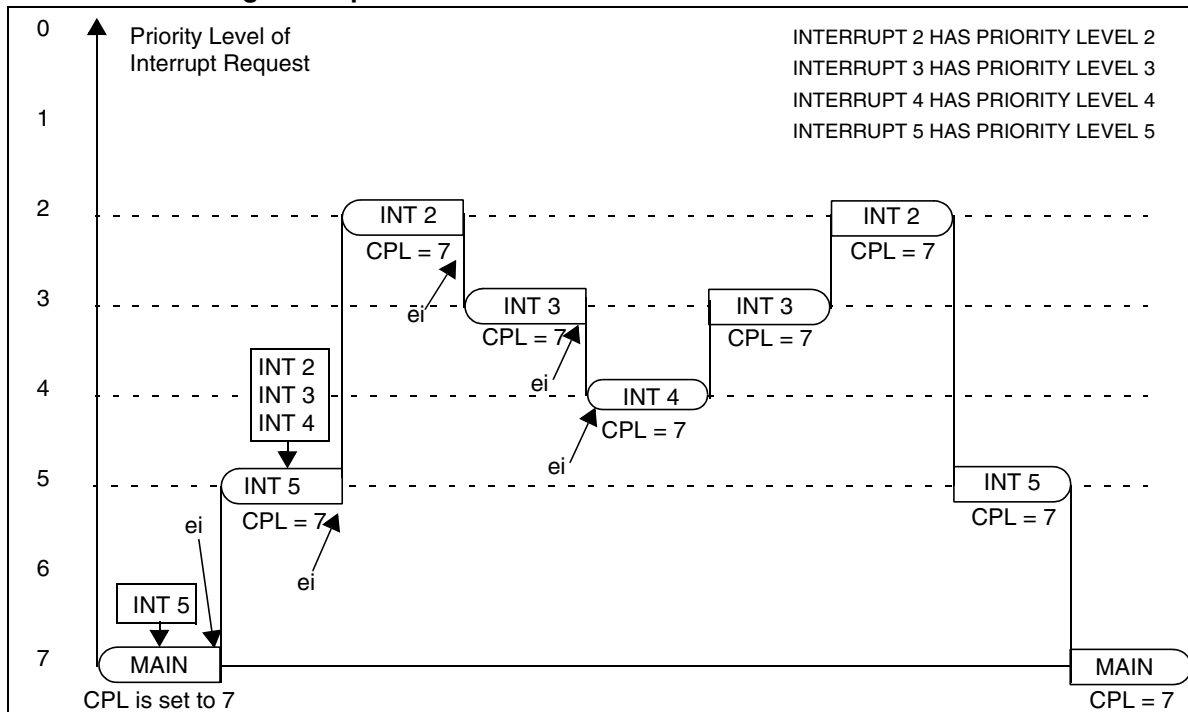 0
Priority Level of
Interrupt Request
INTERRUPT 2 HAS PRIORITY LEVEL 2
INTERRUPT 3 HAS PRIORITY LEVEL 3
INTERRUPT 4 HAS PRIORITY LEVEL 4
INTERRUPT 5 HAS PRIORITY LEVEL 5
1
2
INT 2
CPL = 7
INT 2
CPL = 7
ei
3
INT 3
CPL = 7
INT 3
CPL = 7
ei
INT 2
INT 3
INT 4
4
INT 4
CPL = 7
ei
5
INT 5
CPL = 7
INT 5
CPL = 7
ei
ei
6
INT 5
7
MAIN
CPL is set to 7
MAIN
CPL = 7